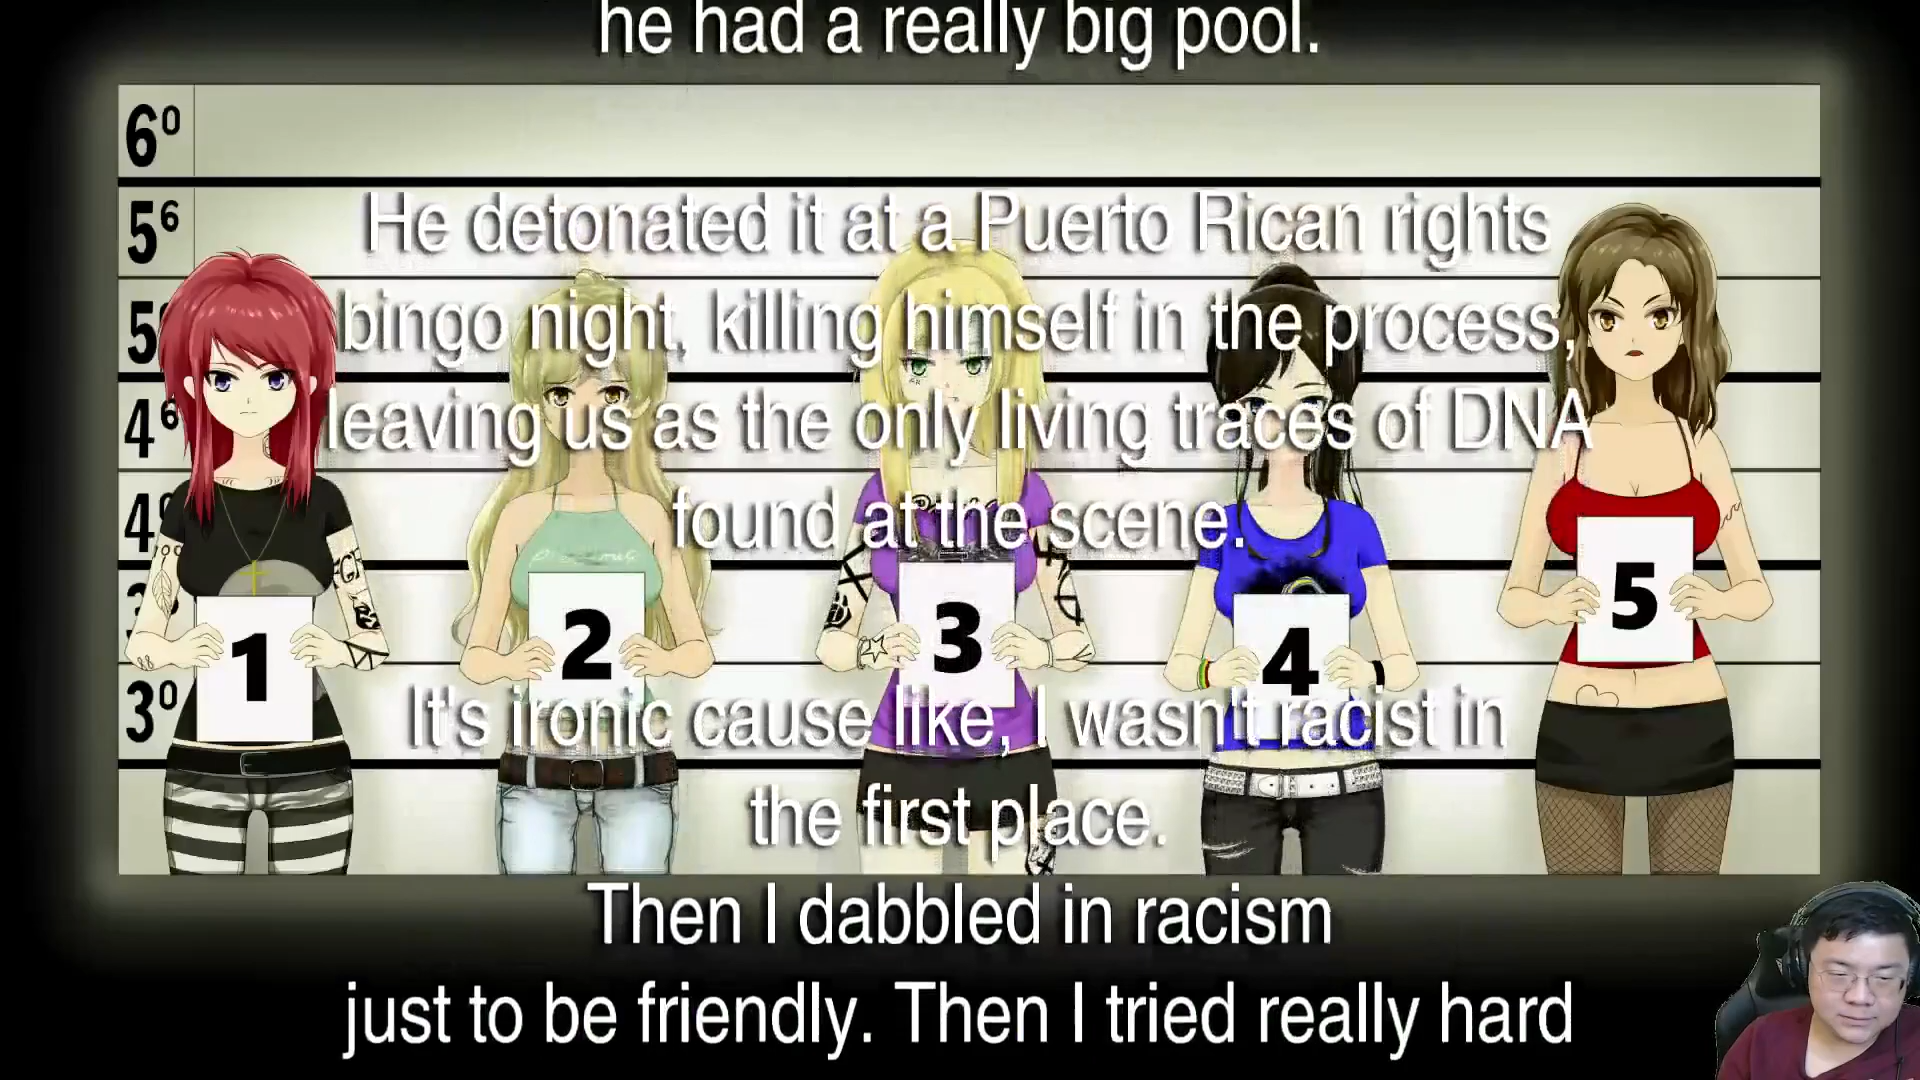 he had a really big pool.
6⁰
5⁶
He detonated it at a Puerto Rican rights
bingo night, killing himself in the process,
5
leaving us as the only living traces of DNA
4⁶
found at the scene.
4⁰
1
2
3
4
5
3⁰
It's ironic cause like, I wasn't racist in
the first place.
Then I dabbled in racism
just to be friendly. Then I tried really hard